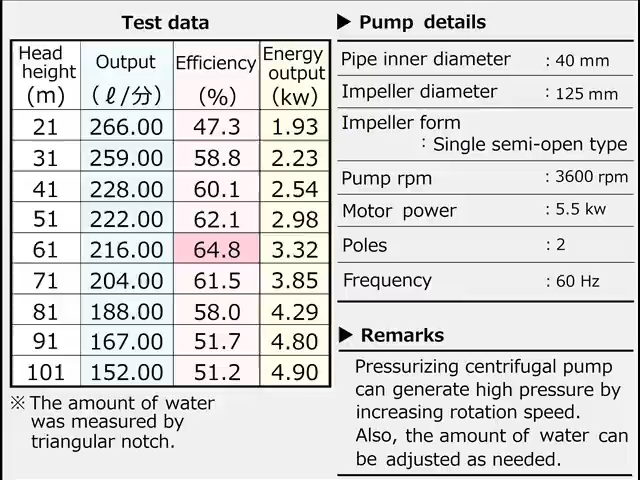 Test data
Head height (m) Output (ℓ/分) Efficiency (%) Energy output (kw)
21 266.00 47.3 1.93
31 259.00 58.8 2.23
41 228.00 60.1 2.54
51 222.00 62.1 2.98
61 216.00 64.8 3.32
71 204.00 61.5 3.85
81 188.00 58.0 4.29
91 167.00 51.7 4.80
101 152.00 51.2 4.90
※ The amount of water
was measured by
triangular notch.
▶ Pump details
Pipe inner diameter : 40 mm
Impeller diameter : 125 mm
Impeller form
: Single semi-open type
Pump rpm : 3600 rpm
Motor power : 5.5 kw
Poles : 2
Frequency : 60 Hz
▶ Remarks
Pressurizing centrifugal pump
can generate high pressure by
increasing rotation speed.
Also, the amount of water can
be adjusted as needed.